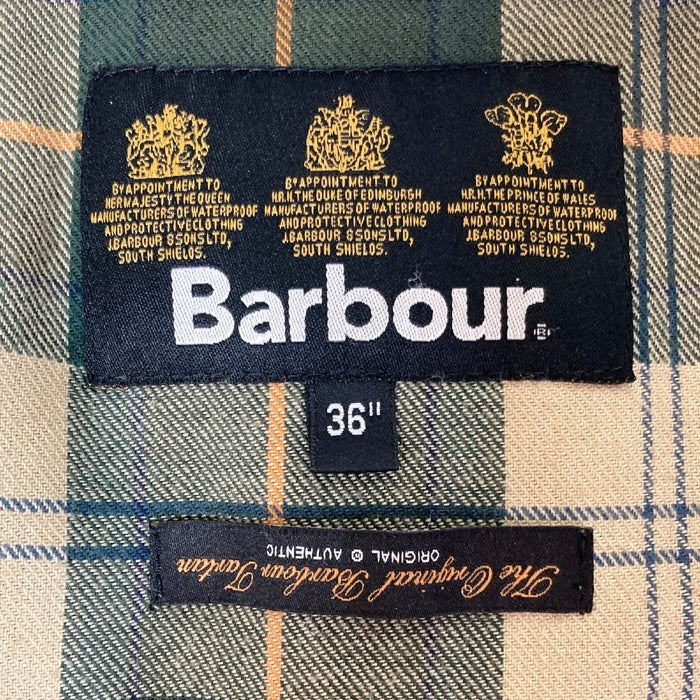 BY APPOINTMENT TO
HER MAJESTY THE QUEEN
MANUFACTURERS OF WATERPROOF
AND PROTECTIVE CLOTHING
J.BARBOUR & SONS LTD,
SOUTH SHIELDS.
BY APPOINTMENT TO
H.R.H. THE DUKE OF EDINBURGH
MANUFACTURERS OF WATERPROOF
AND PROTECTIVE CLOTHING
J.BARBOUR & SONS LTD,
SOUTH SHIELDS.
BY APPOINTMENT TO
H.R.H. THE PRINCE OF WALES
MANUFACTURERS OF WATERPROOF
AND PROTECTIVE CLOTHING
J.BARBOUR & SONS LTD,
SOUTH SHIELDS.
Barbour®
36"
The Original Barbour Tartan
ORIGINAL ® AUTHENTIC